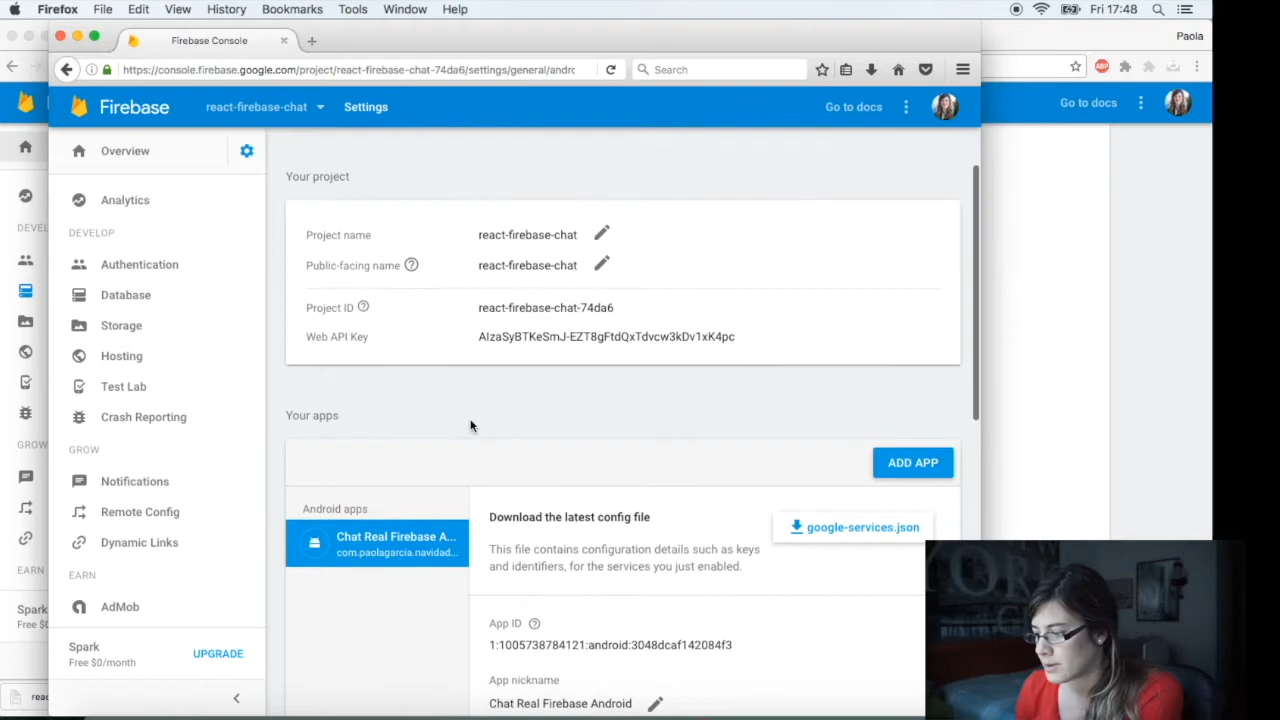 Firefox File Edit View History Bookmarks Tools Window Help Fri 17:48
Firebase Console
Paola
https://console.firebase.google.com/project/react-firebase-chat-74da6/settings/general/andrc
Search
ABP
Firebase react-firebase-chat Settings Go to docs
Go to docs
Overview
Analytics
DEVELOP
Authentication
Database
Storage
Hosting
Test Lab
Crash Reporting
GROW
Notifications
Remote Config
Dynamic Links
EARN
AdMob
Spark
Free $0/month
UPGRADE
DEVEL
GROW
EARN
Spark
Free $
Your project
Project name react-firebase-chat
Public-facing name react-firebase-chat
Project ID react-firebase-chat-74da6
Web API Key AIzaSyBTKeSmJ-EZT8gFtdQxTdvcw3kDv1xK4pc
Your apps
ADD APP
Android apps
Chat Real Firebase A...
com.paolagarcia.navidad...
Download the latest config file
google-services.json
This file contains configuration details such as keys
and identifiers, for the services you just enabled.
App ID
1:1005738784121:android:3048dcaf142084f3
App nickname
Chat Real Firebase Android